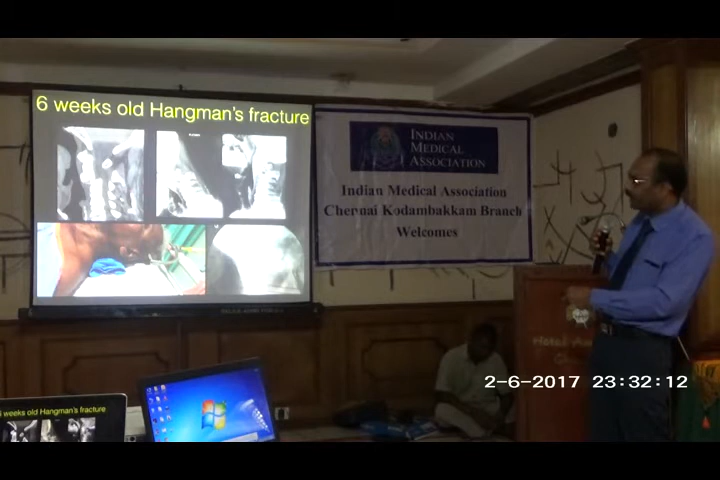 6 weeks old Hangman's fracture
INDIAN
MEDICAL
ASSOCIATION
Indian Medical Association
Chennai Kodambakkam Branch
Welcomes
2-6-2017 23:32:12
6 weeks old Hangman's fracture